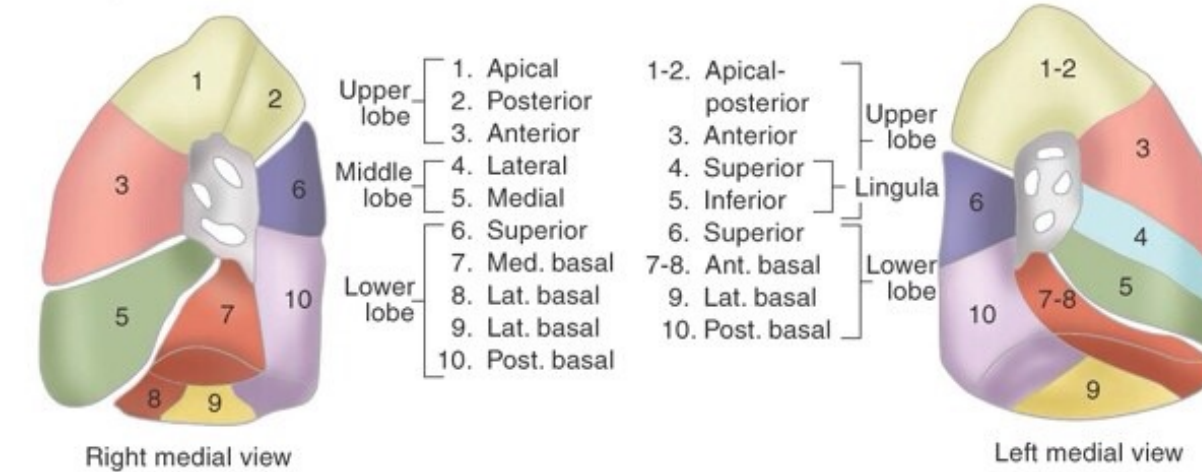 1
2
3
6
5
7
10
8
9
Right medial view
Upper lobe
1. Apical
2. Posterior
3. Anterior
Middle lobe
4. Lateral
5. Medial
Lower lobe
6. Superior
7. Med. basal
8. Lat. basal
9. Lat. basal
10. Post. basal
1-2. Apical-
posterior
3. Anterior
4. Superior
5. Inferior
6. Superior
7-8. Ant. basal
9. Lat. basal
10. Post. basal
Upper
lobe
Lingula
Lower
lobe
1-2
3
6
4
5
7-8
10
9
Left medial view